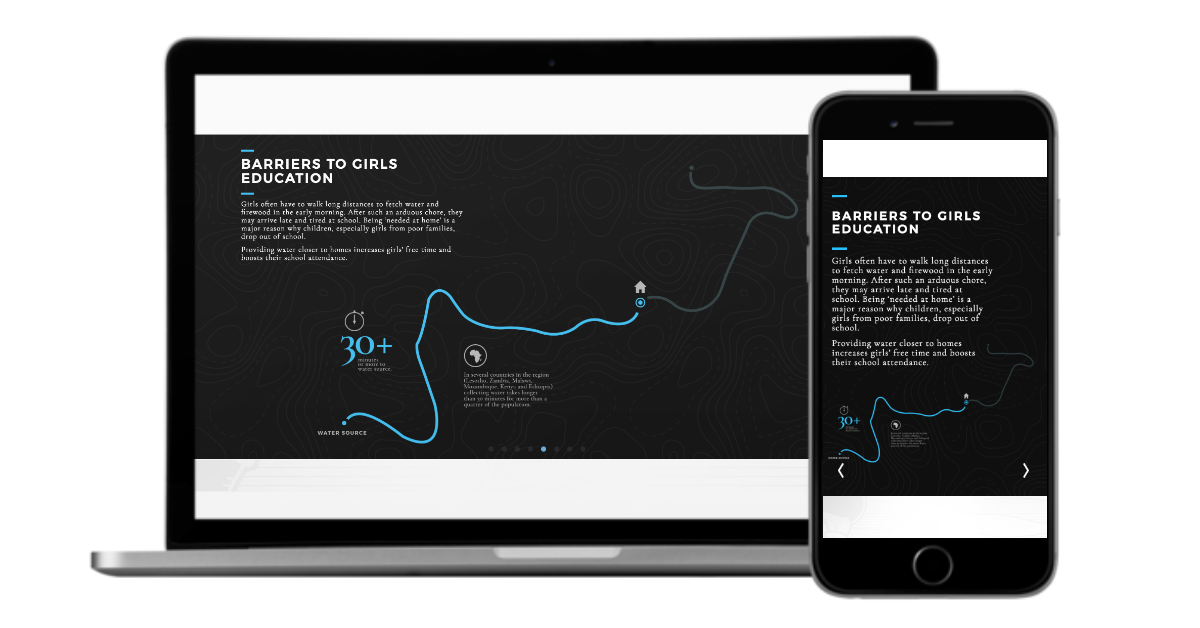 BARRIERS TO GIRLS
EDUCATION
Girls often have to walk long distances to fetch water and
firewood in the early morning. After such an arduous chore, they
may arrive late and tired at school. Being 'needed at home' is a
major reason why children, especially girls from poor families,
drop out of school.
Providing water closer to homes increases girls' free time and
boosts their school attendance.
30+
minutes
or more to
water source.
WATER SOURCE
In several countries in the region
(Lesotho, Zambia, Malawi,
Mozambique, Kenya and Ethiopia)
collecting water takes longer
than 30 minutes for more than a
quarter of the population.
BARRIERS TO GIRLS
EDUCATION
Girls often have to walk long distances
to fetch water and firewood in the early
morning. After such an arduous chore,
they may arrive late and tired at
school. Being 'needed at home' is a
major reason why children, especially
girls from poor families, drop out of
school.
Providing water closer to homes
increases girls' free time and boosts
their school attendance.
30+